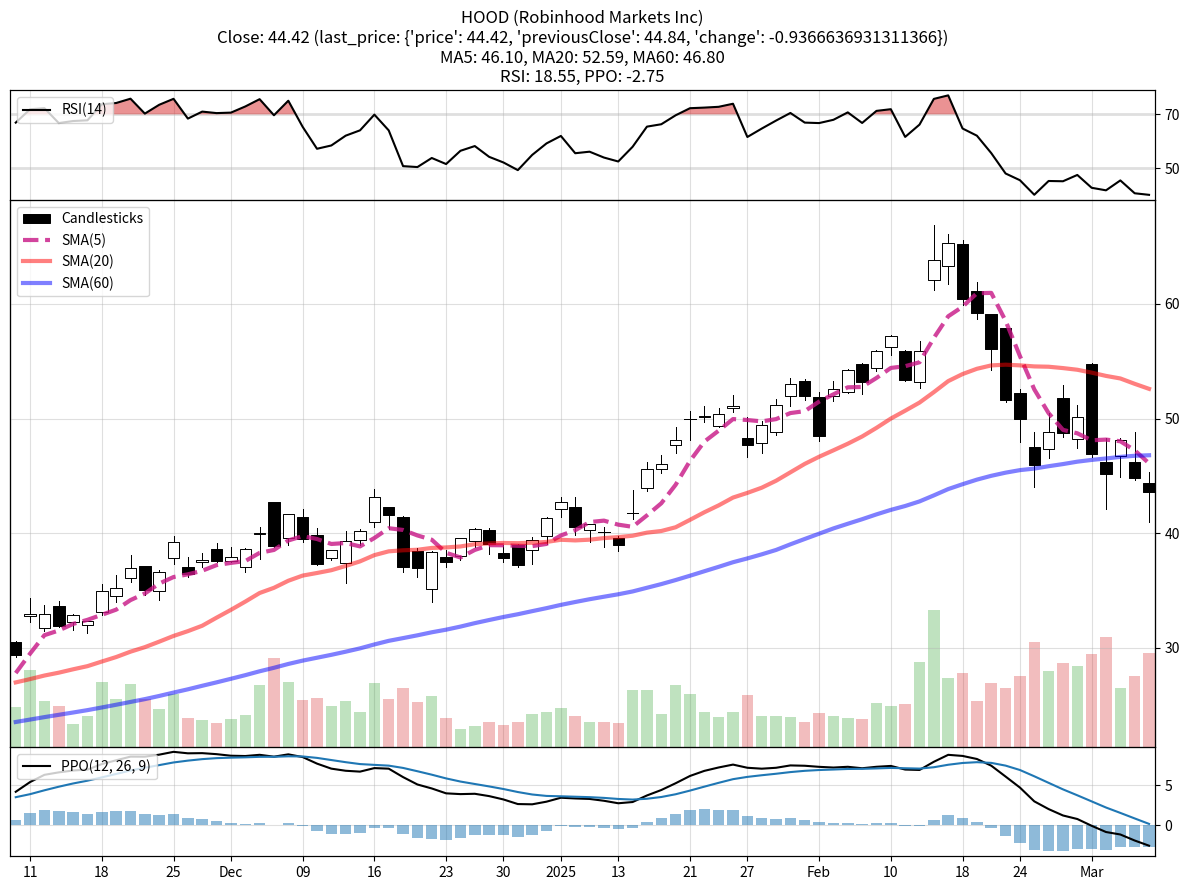 HOOD (Robinhood Markets Inc)
Close: 44.42 (last_price: {'price': 44.42, 'previousClose': 44.84, 'change': -0.9366636931311366})
MA5: 46.10, MA20: 52.59, MA60: 46.80
RSI: 18.55, PPO: -2.75
RSI(14)
70
50
Candlesticks
SMA(5)
SMA(20)
SMA(60)
60
50
40
30
PPO(12, 26, 9)
5
0
11 18 25 Dec 09 16 23 30 2025 13 21 27 Feb 10 18 24 Mar